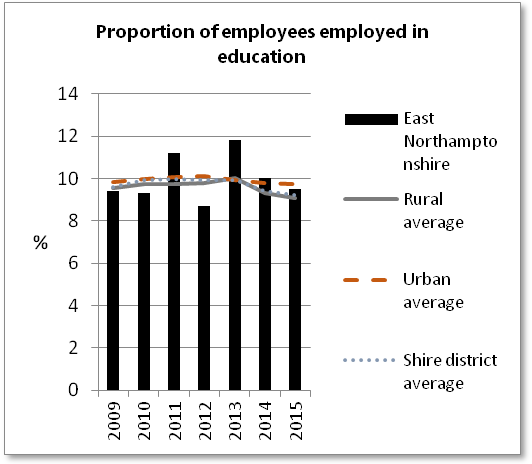 Proportion of employees employed in
education
14
12
10
8
6
4
2
0
%
2009
2010
2011
2012
2013
2014
2015
East
Northampto
nshire
Rural
average
Urban
average
Shire district
average